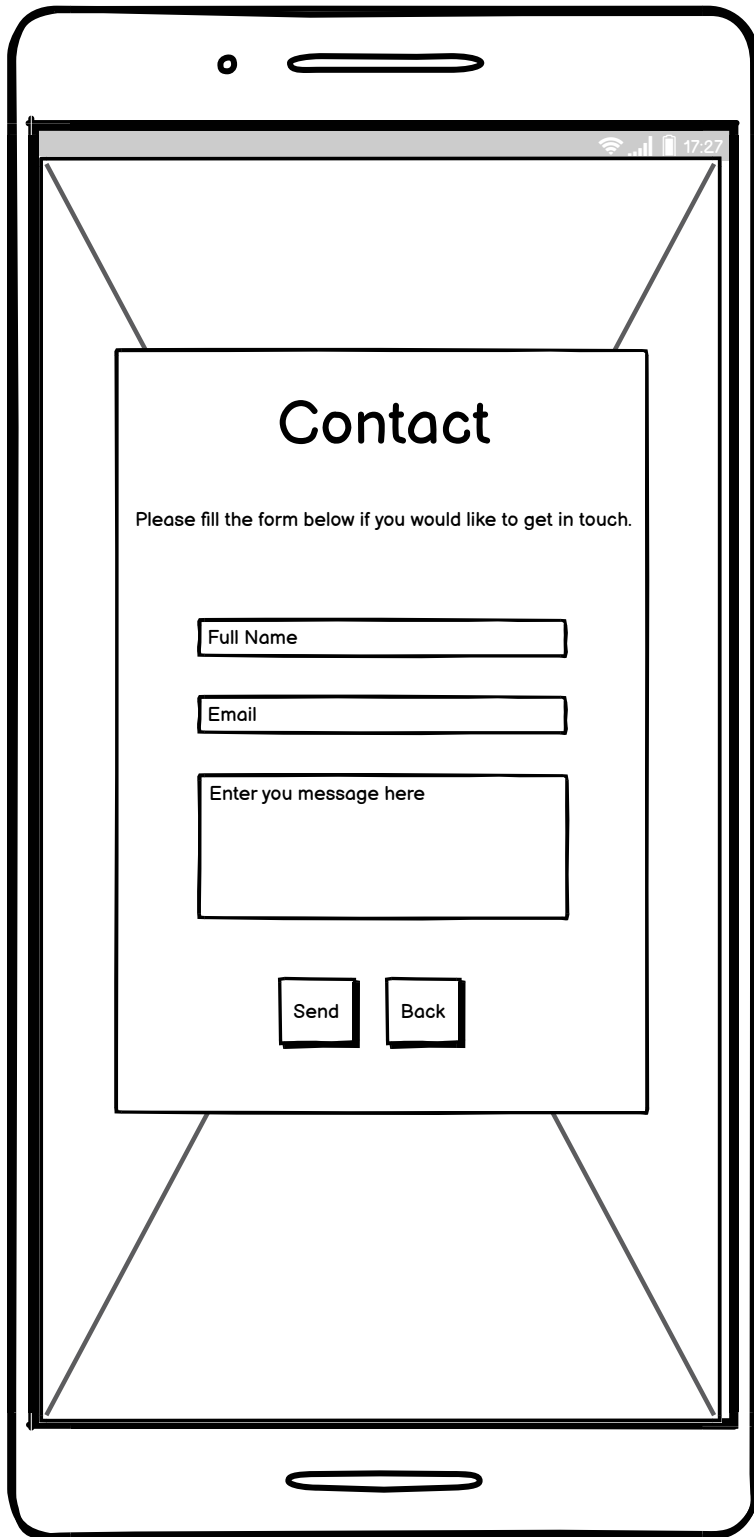 17:27
Contact
Please fill the form below if you would like to get in touch.
Full Name
Email
Enter you message here
Send Back